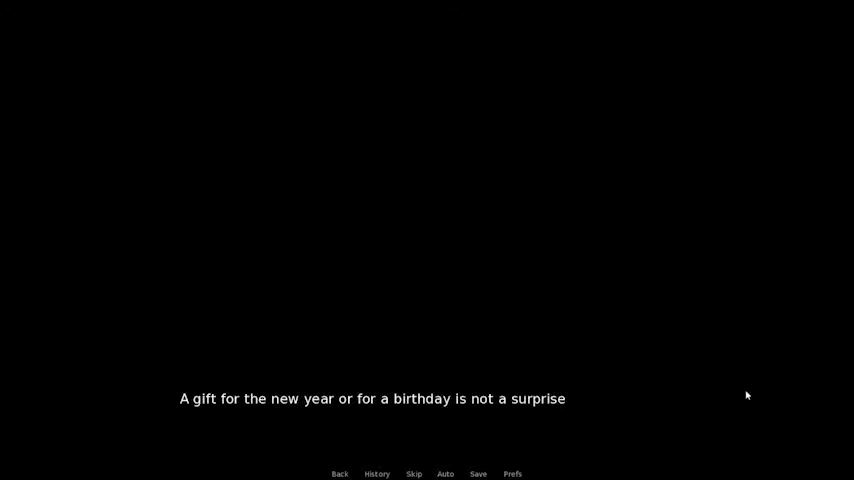 A gift for the new year or for a birthday is not a surprise
Back History Skip Auto Save Prefs